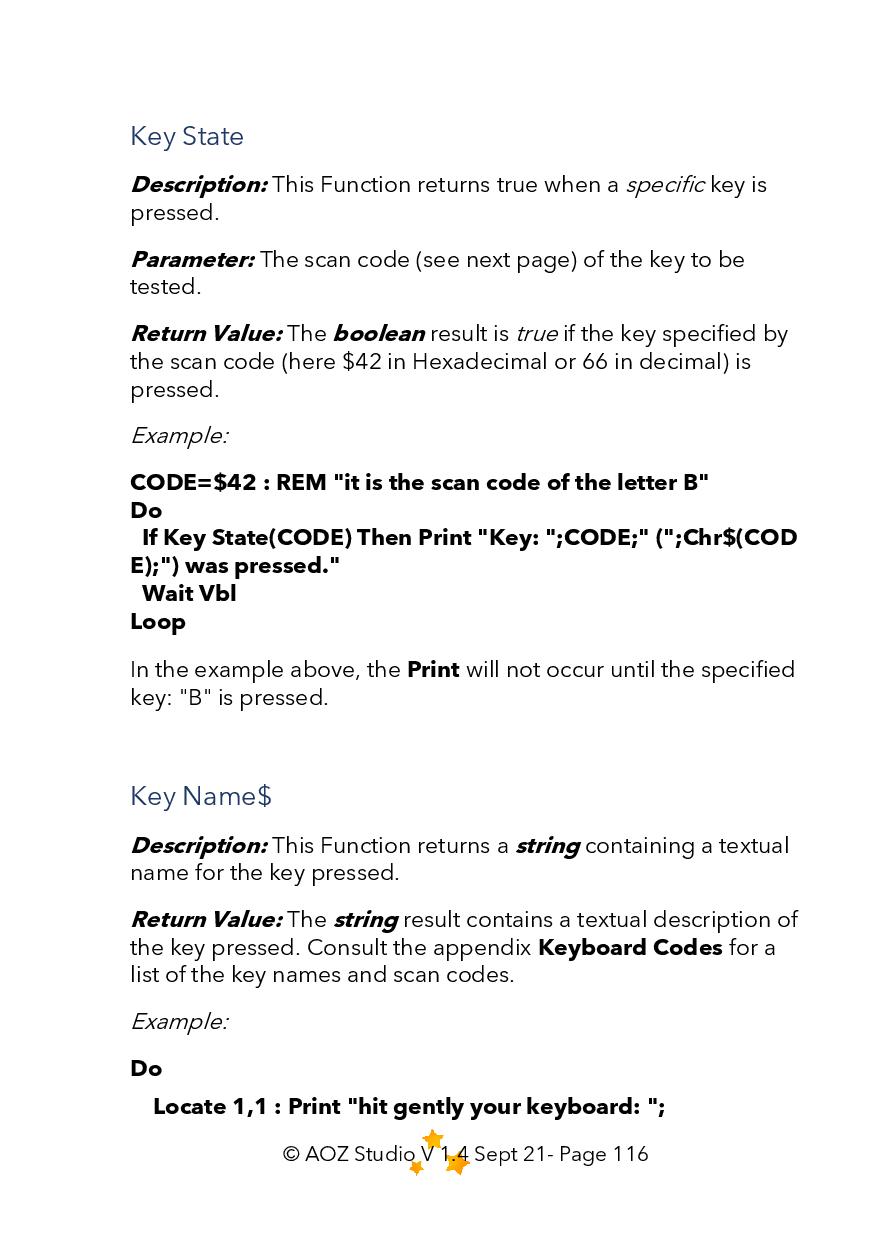 Key State
Description: This Function returns true when a specific key is
pressed.
Parameter: The scan code (see next page) of the key to be
tested.
Return Value: The boolean result is true if the key specified by
the scan code (here $42 in Hexadecimal or 66 in decimal) is
pressed.
Example:
CODE=$42 : REM "it is the scan code of the letter B"
Do
If Key State(CODE) Then Print "Key: ";CODE;" (";Chr$(COD
E);") was pressed."
Wait Vbl
Loop
In the example above, the Print will not occur until the specified
key: "B" is pressed.
Key Name$
Description: This Function returns a string containing a textual
name for the key pressed.
Return Value: The string result contains a textual description of
the key pressed. Consult the appendix Keyboard Codes for a
list of the key names and scan codes.
Example:
Do
Locate 1,1 : Print "hit gently your keyboard: ";
© AOZ Studio V 1.4 Sept 21- Page 116